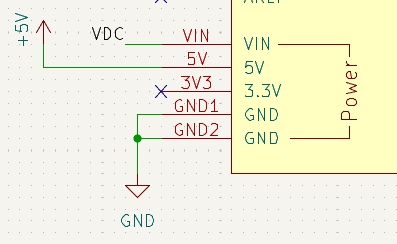 +5V
VDC
VIN
5V
3V3
GND1
GND2
VIN
5V
3.3V
GND
GND
Power
GND